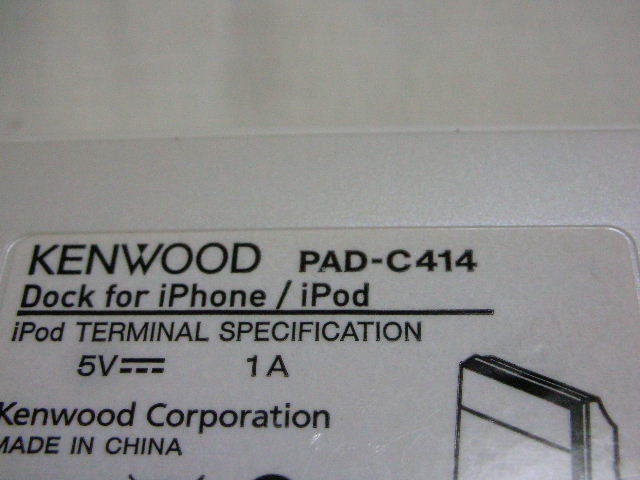 KENWOOD PAD-C414
Dock for iPhone / iPod
iPod TERMINAL SPECIFICATION
5V⎓ 1A
Kenwood Corporation
MADE IN CHINA